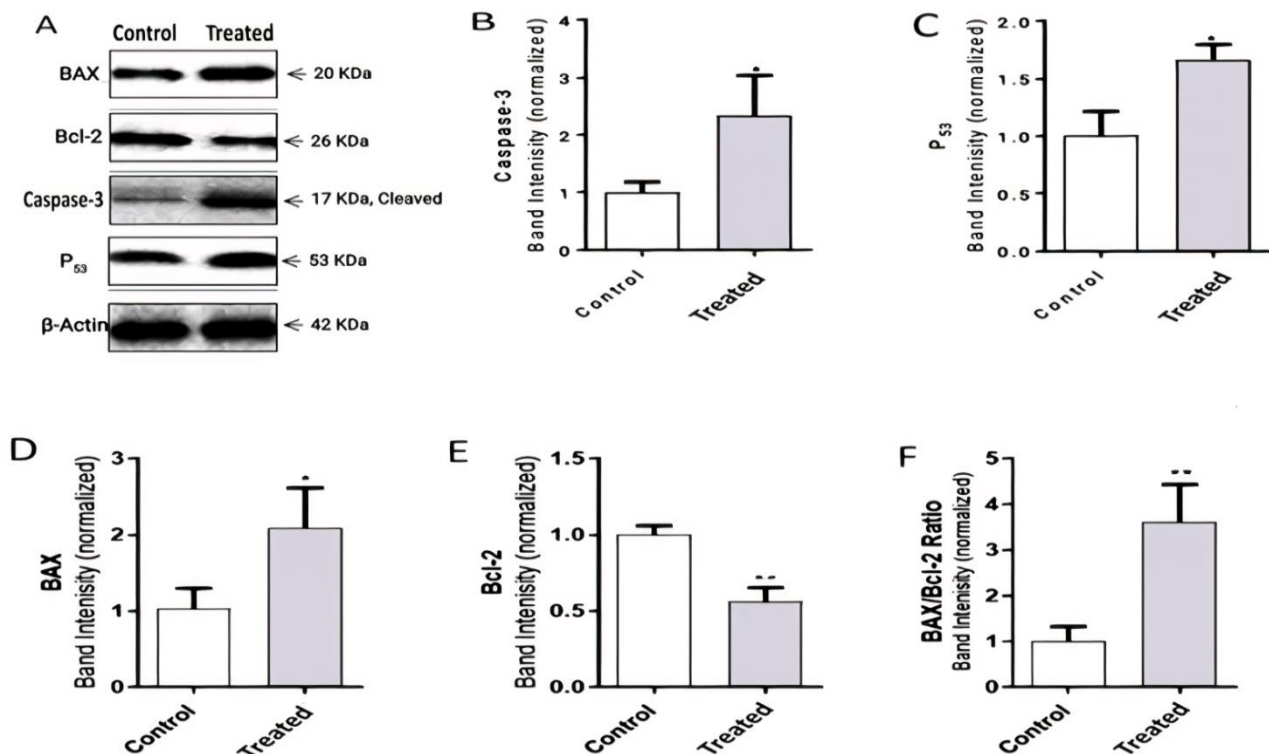 A
Control Treated
BAX
← 20 KDa
Bcl-2
← 26 KDa
Caspase-3
← 17 KDa, Cleaved
P53
← 53 KDa
β-Actin
← 42 KDa
B
Caspase-3
Band Intenisity (normalized)
4
3
2
1
0
Control
Treated
*
C
P53
Band Intenisity (normalized)
2.0
1.5
1.0
0.5
0.0
Control
Treated
*
D
BAX
Band Intenisity (normalized)
3
2
1
0
Control
Treated
*
E
Bcl-2
Band Intenisity (normalized)
1.5
1.0
0.5
0.0
Control
Treated
**
F
BAX/Bcl-2 Ratio
Band Intenisity (normalized)
5
4
3
2
1
0
Control
Treated
**